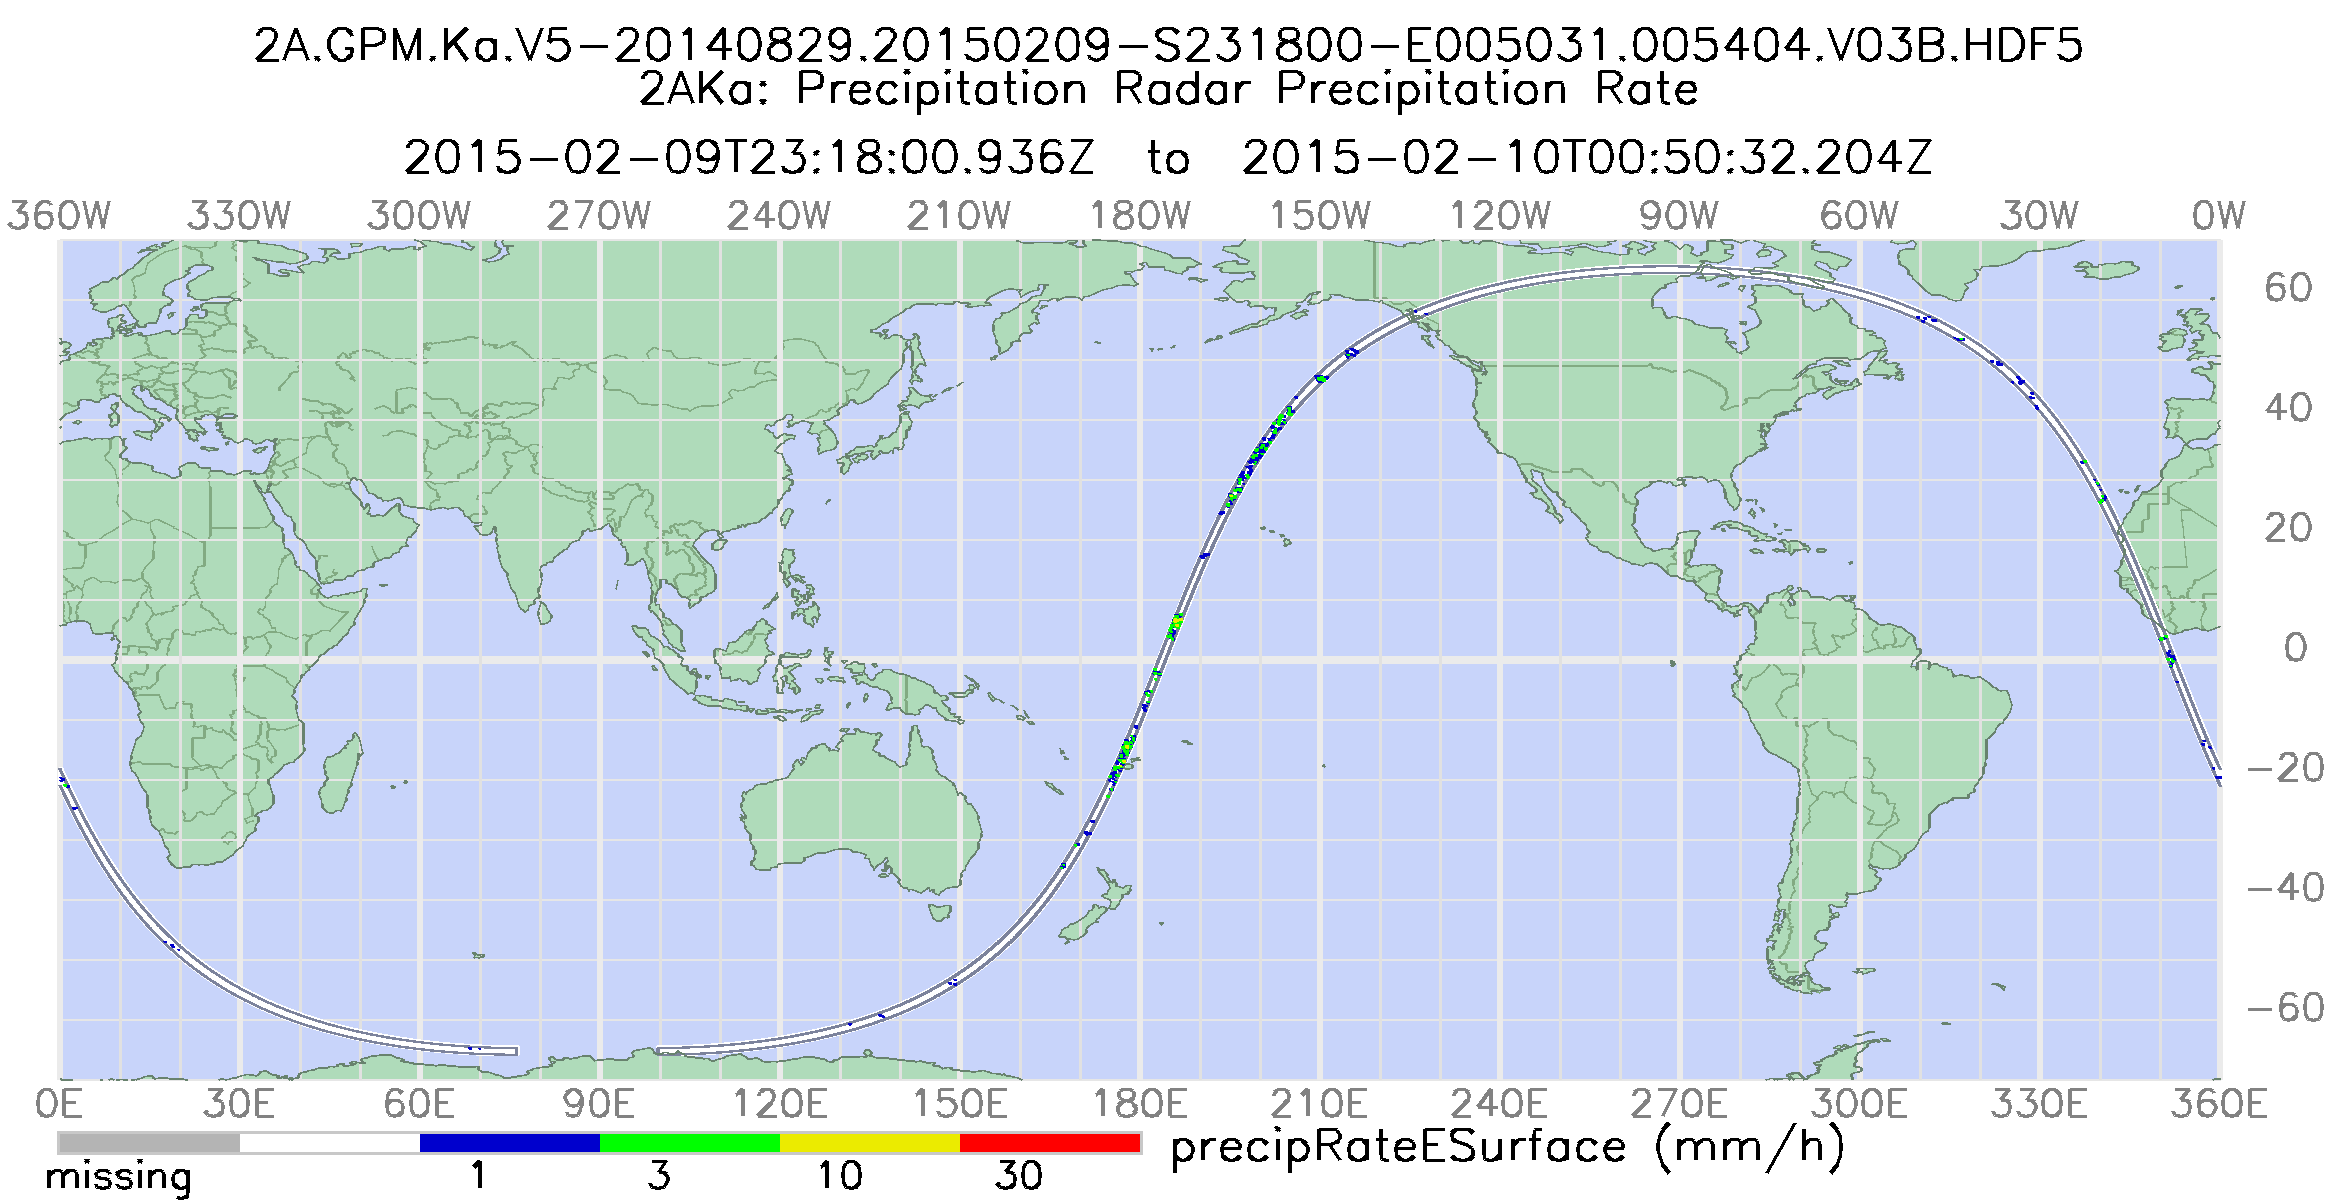 2A.GPM.Ka.V5-20140829.20150209-S231800-E005031.005404.V03B.HDF5
2AKa: Precipitation Radar Precipitation Rate
2015-02-09T23:18:00.936Z to 2015-02-10T00:50:32.204Z
360W 330W 300W 270W 240W 210W 180W 150W 120W 90W 60W 30W 0W
60
40
20
0
-20
-40
-60
0E 30E 60E 90E 120E 150E 180E 210E 240E 270E 300E 330E 360E
precipRateESurface (mm/h)
missing 1 3 10 30